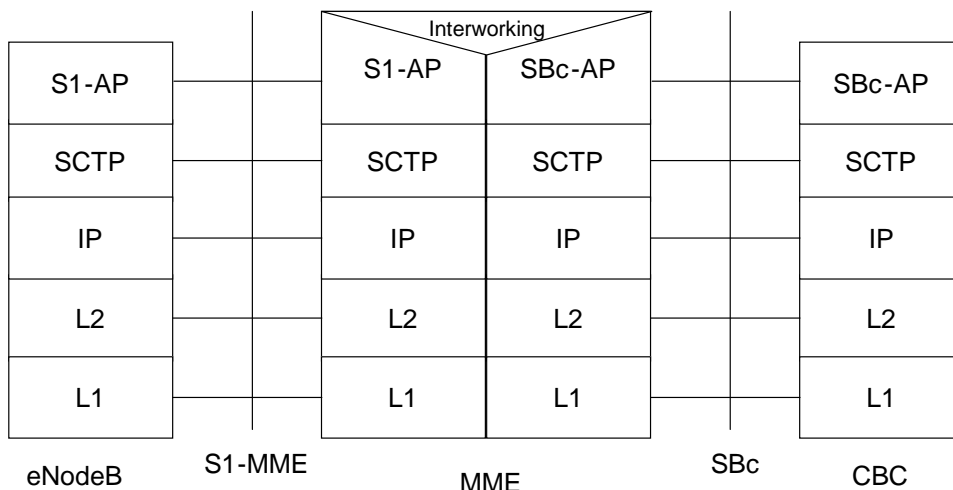 Interworking
S1-AP S1-AP SBc-AP SBc-AP
SCTP SCTP SCTP SCTP
IP IP IP IP
L2 L2 L2 L2
L1 L1 L1 L1
eNodeB S1-MME MME SBc CBC